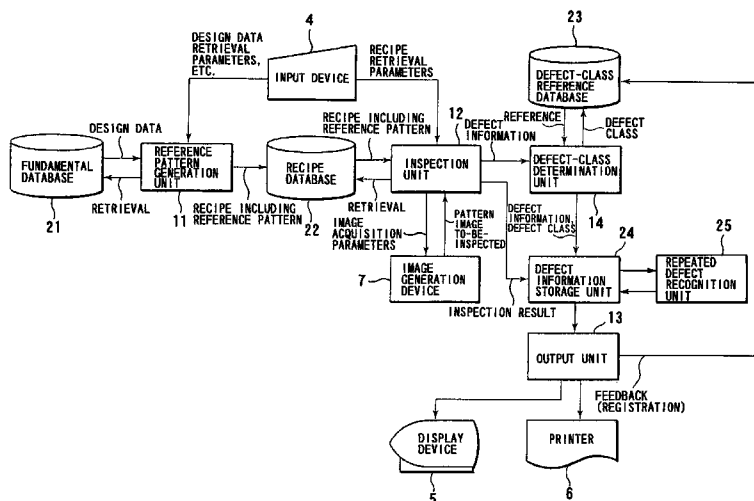 4
DESIGN DATA
RETRIEVAL
PARAMETERS,
ETC.
INPUT DEVICE
RECIPE
RETRIEVAL
PARAMETERS
23
DEFECT-CLASS
REFERENCE
DATABASE
REFERENCE
DEFECT
CLASS
DESIGN DATA
FUNDAMENTAL
DATABASE
RETRIEVAL
21
REFERENCE
PATTERN
GENERATION
UNIT
11
RECIPE INCLUDING
REFERENCE PATTERN
RECIPE
DATABASE
22
RECIPE INCLUDING
REFERENCE PATTERN
RETRIEVAL
12
INSPECTION
UNIT
DEFECT
INFORMATION
DEFECT-CLASS
DETERMINATION
UNIT
14
IMAGE
ACQUISITION
PARAMETERS
PATTERN
IMAGE
TO-BE-
INSPECTED
7
IMAGE
GENERATION
DEVICE
DEFECT
INFORMATION,
DEFECT CLASS
INSPECTION RESULT
24
DEFECT
INFORMATION
STORAGE UNIT
25
REPEATED
DEFECT
RECOGNITION
UNIT
13
OUTPUT UNIT
FEEDBACK
(REGISTRATION)
DISPLAY
DEVICE
5
PRINTER
6